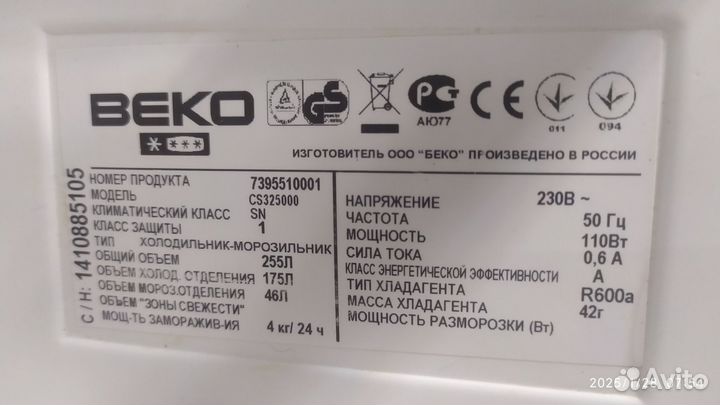 BEKO
АЮ77
011
094
ИЗГОТОВИТЕЛЬ ООО "БЕКО" ПРОИЗВЕДЕНО В РОССИИ
С / Н: 1410885105
НОМЕР ПРОДУКТА 7395510001
МОДЕЛЬ CS325000
КЛИМАТИЧЕСКИЙ КЛАСС SN
КЛАСС ЗАЩИТЫ 1
ТИП ХОЛОДИЛЬНИК-МОРОЗИЛЬНИК
ОБЩИЙ ОБЪЕМ 255Л
ОБЪЕМ ХОЛОД. ОТДЕЛЕНИЯ 175Л
ОБЪЕМ МОРОЗ.ОТДЕЛЕНИЯ 46Л
ОБЪЕМ "ЗОНЫ СВЕЖЕСТИ"
МОЩ-ТЬ ЗАМОРАЖИВ-ИЯ 4 кг/ 24 ч
НАПРЯЖЕНИЕ 230В ~
ЧАСТОТА 50 Гц
МОЩНОСТЬ 110Вт
СИЛА ТОКА 0,6 А
КЛАСС ЭНЕРГЕТИЧЕСКОЙ ЭФФЕКТИВНОСТИ А
ТИП ХЛАДАГЕНТА R600a
МАССА ХЛАДАГЕНТА 42г
МОЩНОСТЬ РАЗМОРОЗКИ (Вт)
Avito